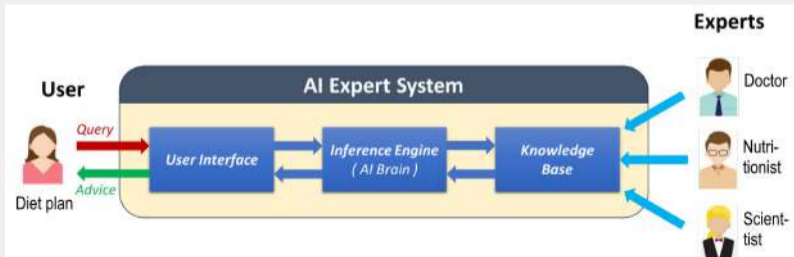 Experts
User
AI Expert System
Doctor
Query
User Interface
Inference Engine
( AI Brain )
Knowledge
Base
Nutri-
tionist
Advice
Diet plan
Scient-
tist